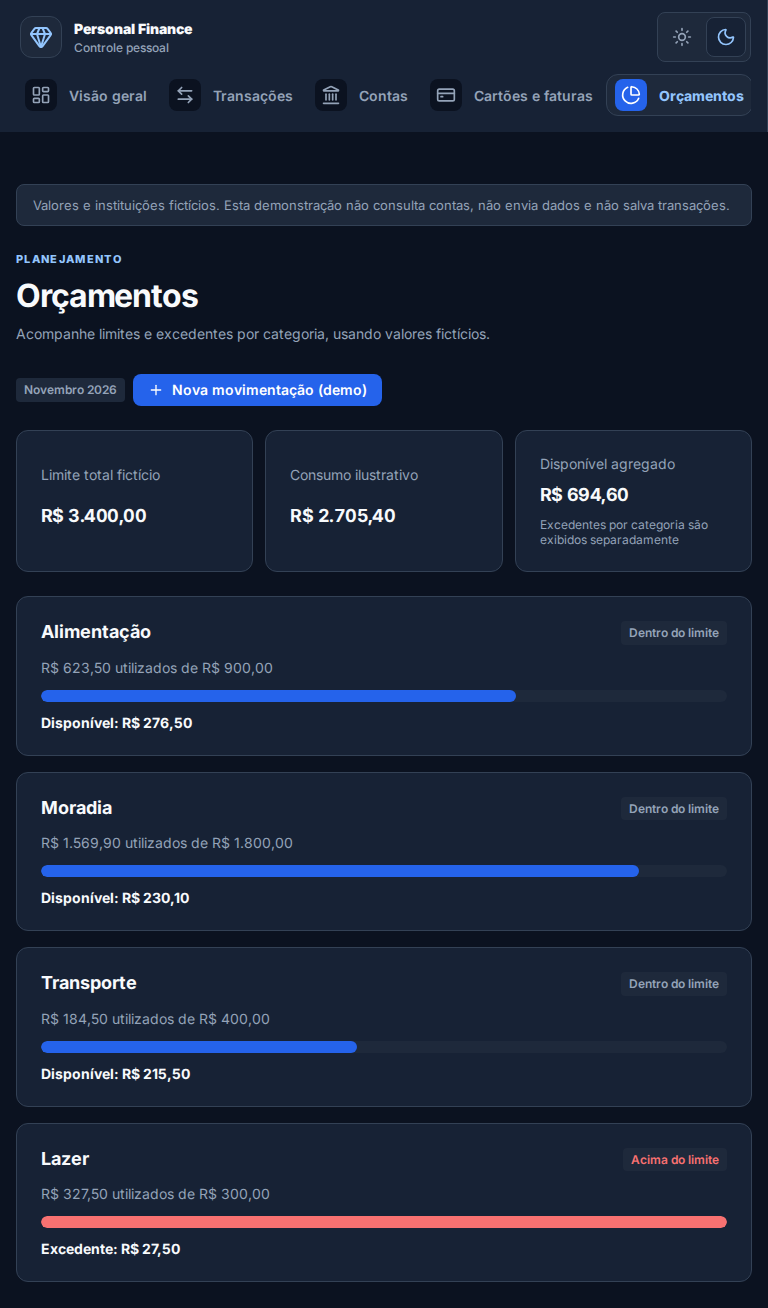 Personal Finance
Controle pessoal
Visão geral
Transações
Contas
Cartões e faturas
Orçamentos
Valores e instituições fictícios. Esta demonstração não consulta contas, não envia dados e não salva transações.
PLANEJAMENTO
Orçamentos
Acompanhe limites e excedentes por categoria, usando valores fictícios.
Novembro 2026
Nova movimentação (demo)
Limite total fictício
R$ 3.400,00
Consumo ilustrativo
R$ 2.705,40
Disponível agregado
R$ 694,60
Excedentes por categoria são
exibidos separadamente
Alimentação
Dentro do limite
R$ 623,50 utilizados de R$ 900,00
Disponível: R$ 276,50
Moradia
Dentro do limite
R$ 1.569,90 utilizados de R$ 1.800,00
Disponível: R$ 230,10
Transporte
Dentro do limite
R$ 184,50 utilizados de R$ 400,00
Disponível: R$ 215,50
Lazer
Acima do limite
R$ 327,50 utilizados de R$ 300,00
Excedente: R$ 27,50